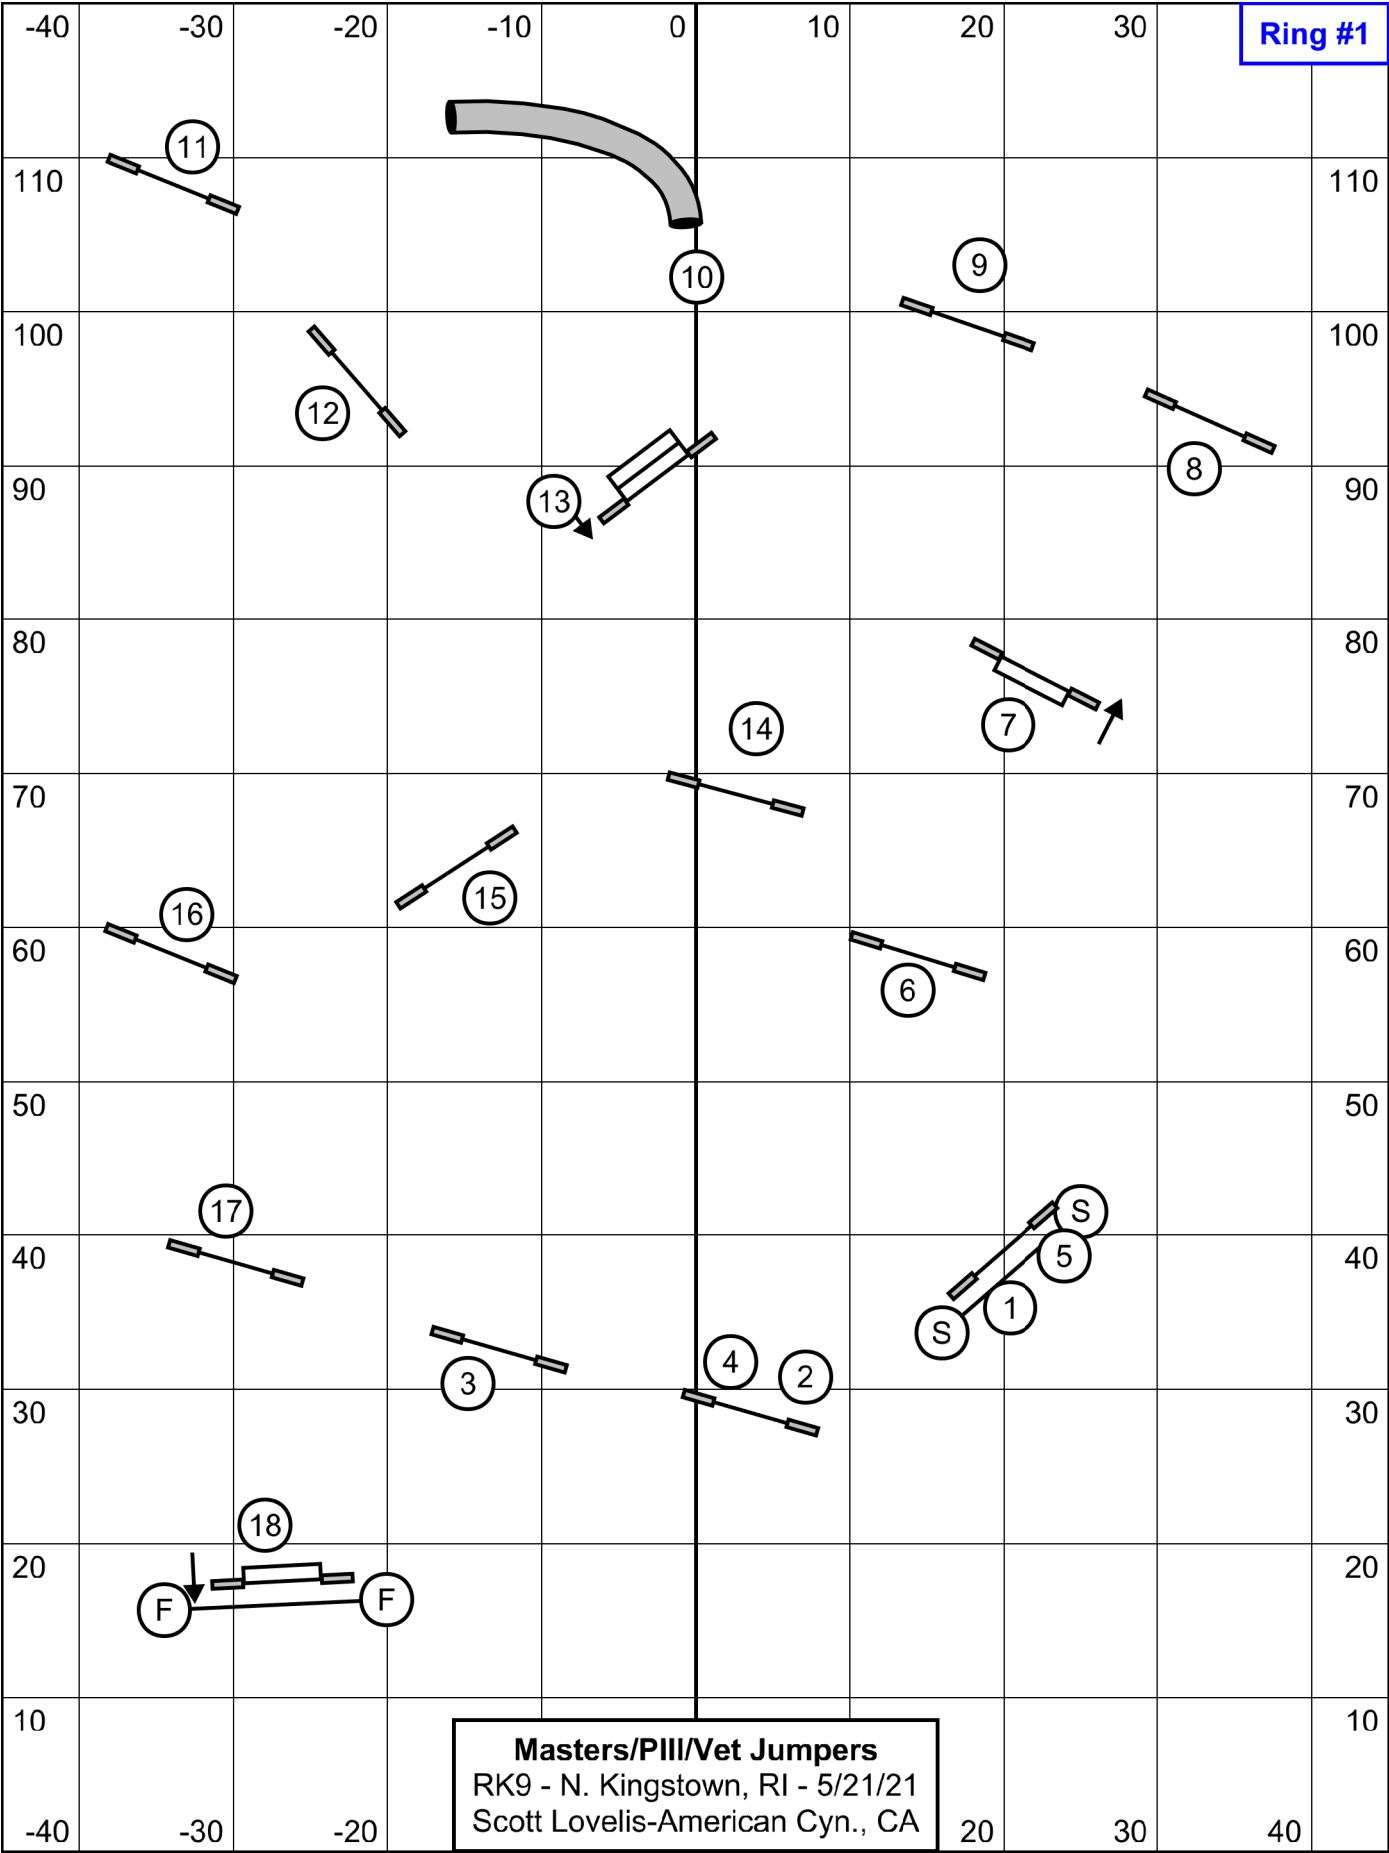 -40 -30 -20 -10 0 10 20 30 Ring #1
11
110 110
9
10
100 100
12
8
90 13 90
80 80
7
14
70 70
15
16
60 60
6
50 50
17 S
40 5 40
1
S
4 2
3
30 30
18
20 20
F F
10 10
Masters/PIII/Vet Jumpers
RK9 - N. Kingstown, RI - 5/21/21
Scott Lovelis-American Cyn., CA
-40 -30 -20 20 30 40